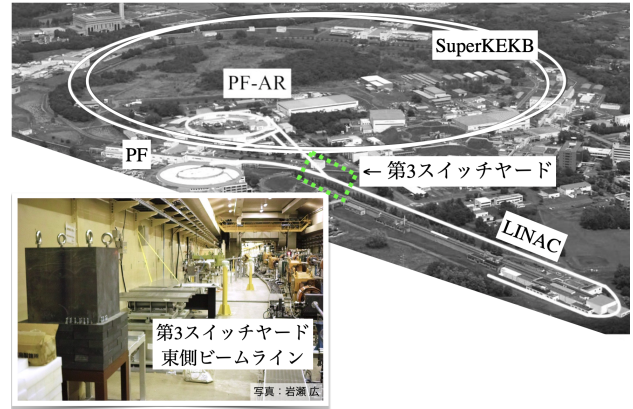 SuperKEKB
PF-AR
PF
← 第3スイッチヤード
LINAC
第3スイッチヤード
東側ビームライン
写真：岩瀬 広